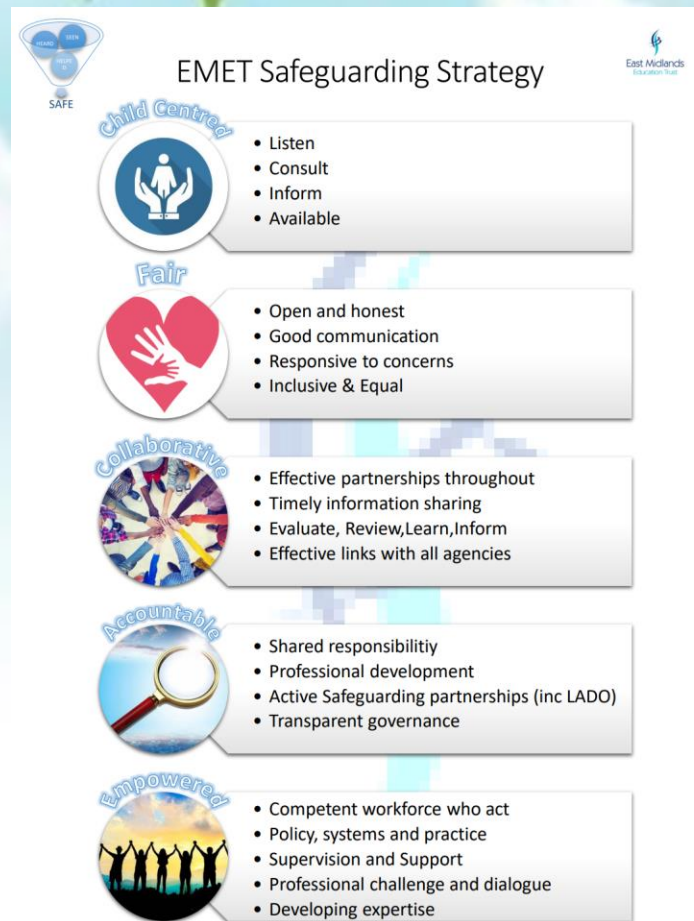 HEARD
SEEN
HELPE
D
SAFE
EMET Safeguarding Strategy
East Midlands
Education Trust
Child Centred
• Listen
• Consult
• Inform
• Available
Fair
• Open and honest
• Good communication
• Responsive to concerns
• Inclusive & Equal
Collaborative
• Effective partnerships throughout
• Timely information sharing
• Evaluate, Review,Learn,Inform
• Effective links with all agencies
Accountable
• Shared responsibilitiy
• Professional development
• Active Safeguarding partnerships (inc LADO)
• Transparent governance
Empowered
• Competent workforce who act
• Policy, systems and practice
• Supervision and Support
• Professional challenge and dialogue
• Developing expertise